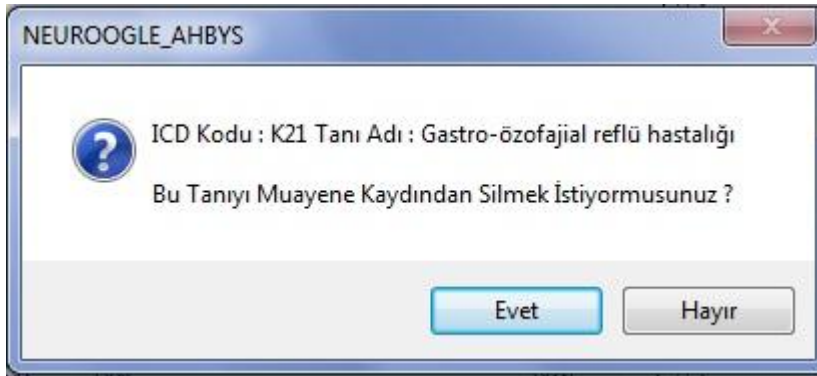 NEUROOGLE_AHBYS
ICD Kodu : K21 Tanı Adı : Gastro-özofajial reflü hastalığı
Bu Tanıyı Muayene Kaydından Silmek İstiyormusunuz ?
Evet
Hayır